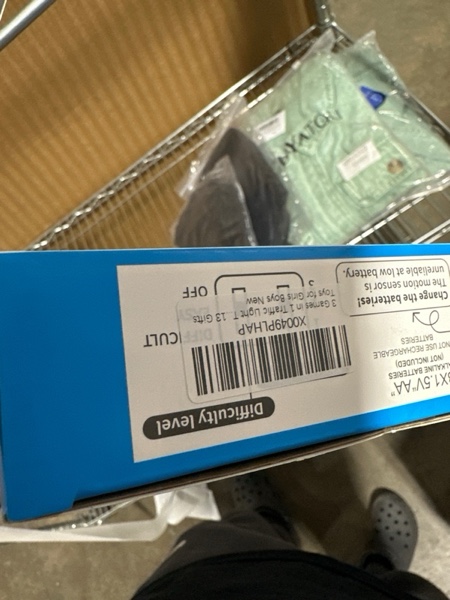 MYATORI
Difficulty level
X0049PLHAP
3 Games in 1 Traffic Light T 13 Gifts
Toys for Girls Boys New
DIFFICULT
OFF
3X1.5V"AA"
ALKALINE BATTERIES
(NOT INCLUDED)
NOT USE RECHARGEABLE
BATTERIES
Change the batteries!
The motion sensor is
unreliable at low battery.